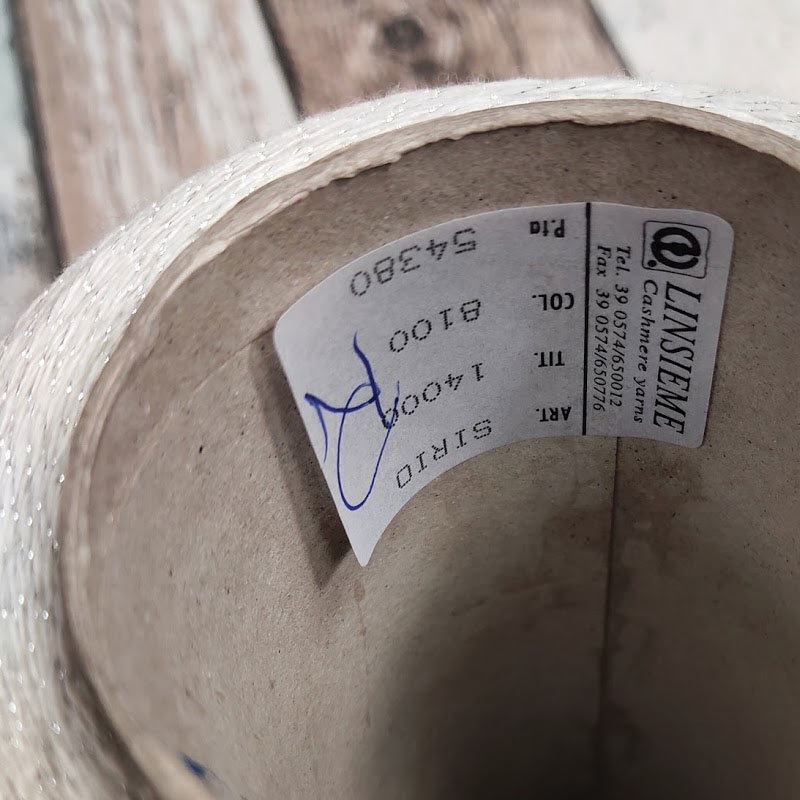 LINSIEME
Cashmere yarns
Tel. 39 0574/650012
Fax 39 0574/650776
ART. SIRIO
TIT. 14000
COL. 8100
P.ta 54380